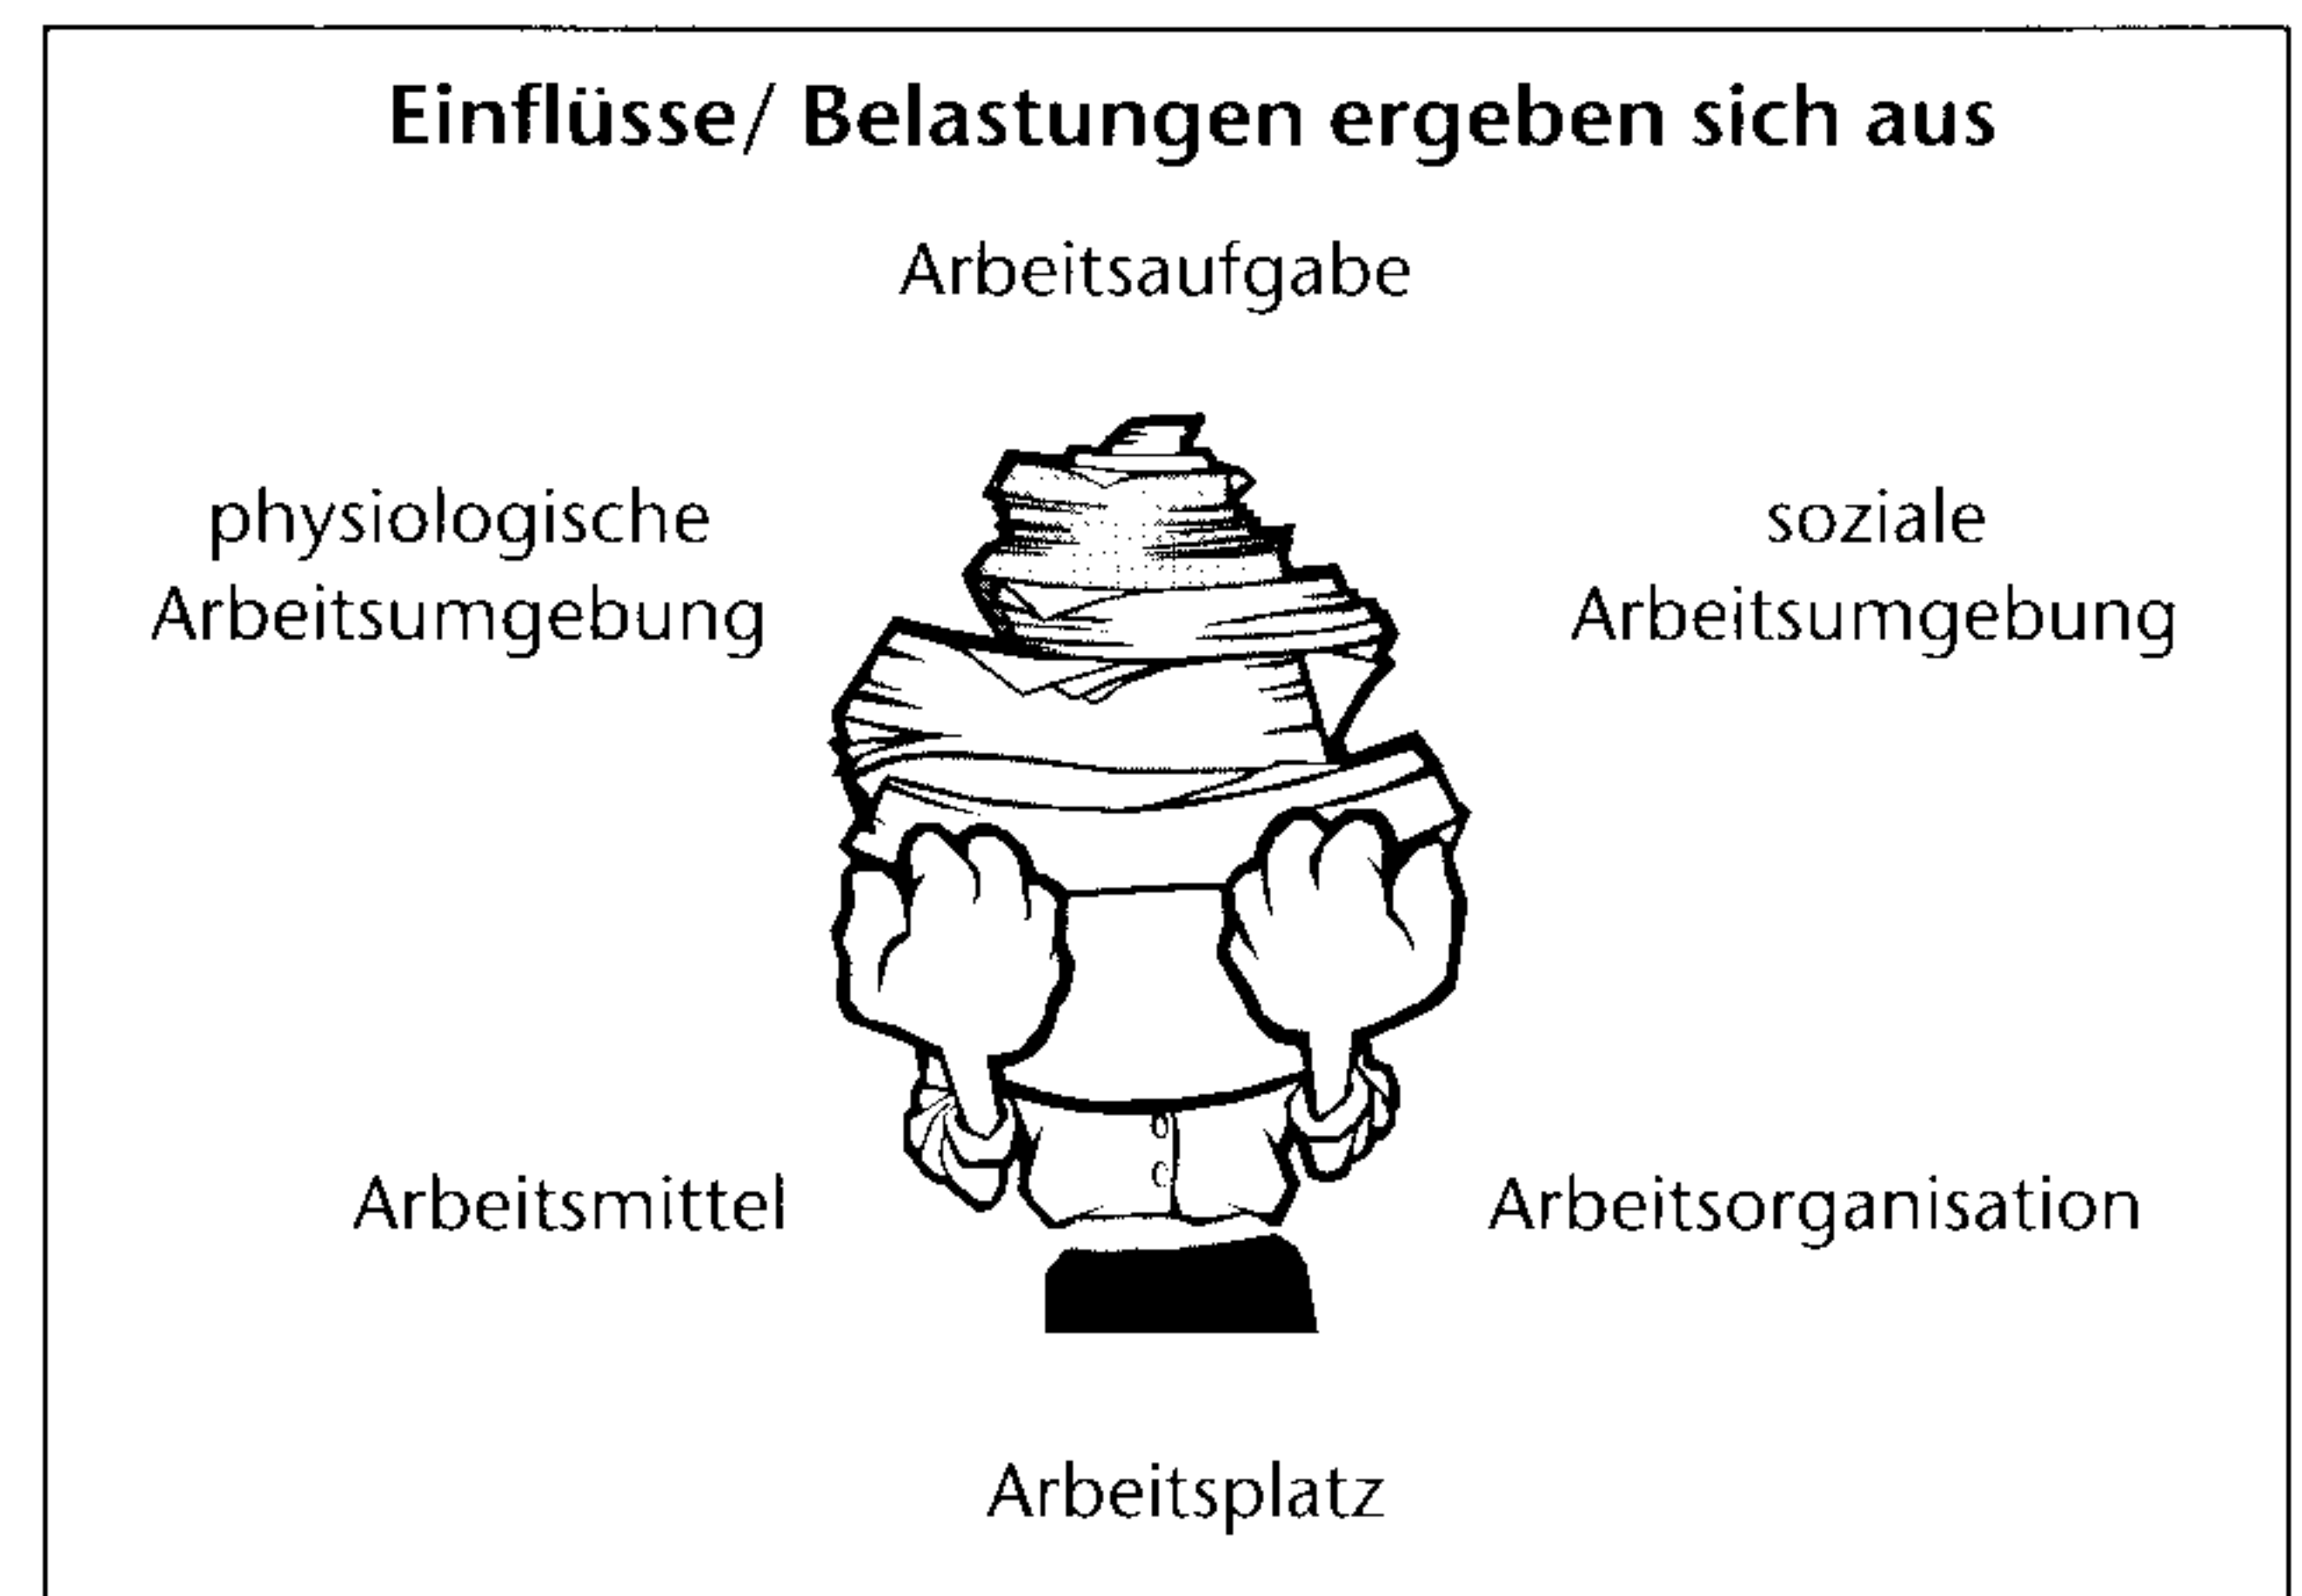 Einflüsse/ Belastungen ergeben sich aus
Arbeitsaufgabe
physiologische
Arbeitsumgebung
soziale
Arbeitsumgebung
Arbeitsmittel
Arbeitsorganisation
Arbeitsplatz